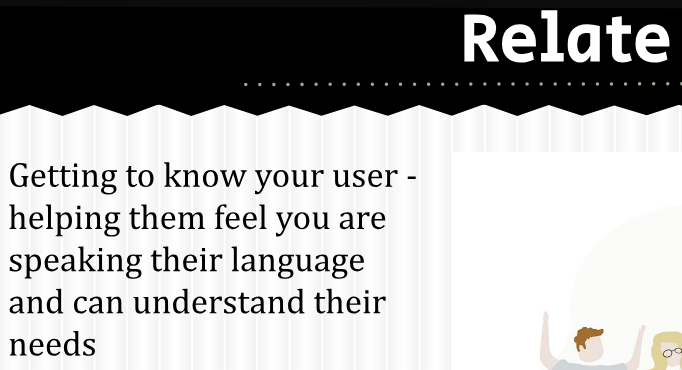 Relate
Getting to know your user -
helping them feel you are
speaking their language
and can understand their
needs